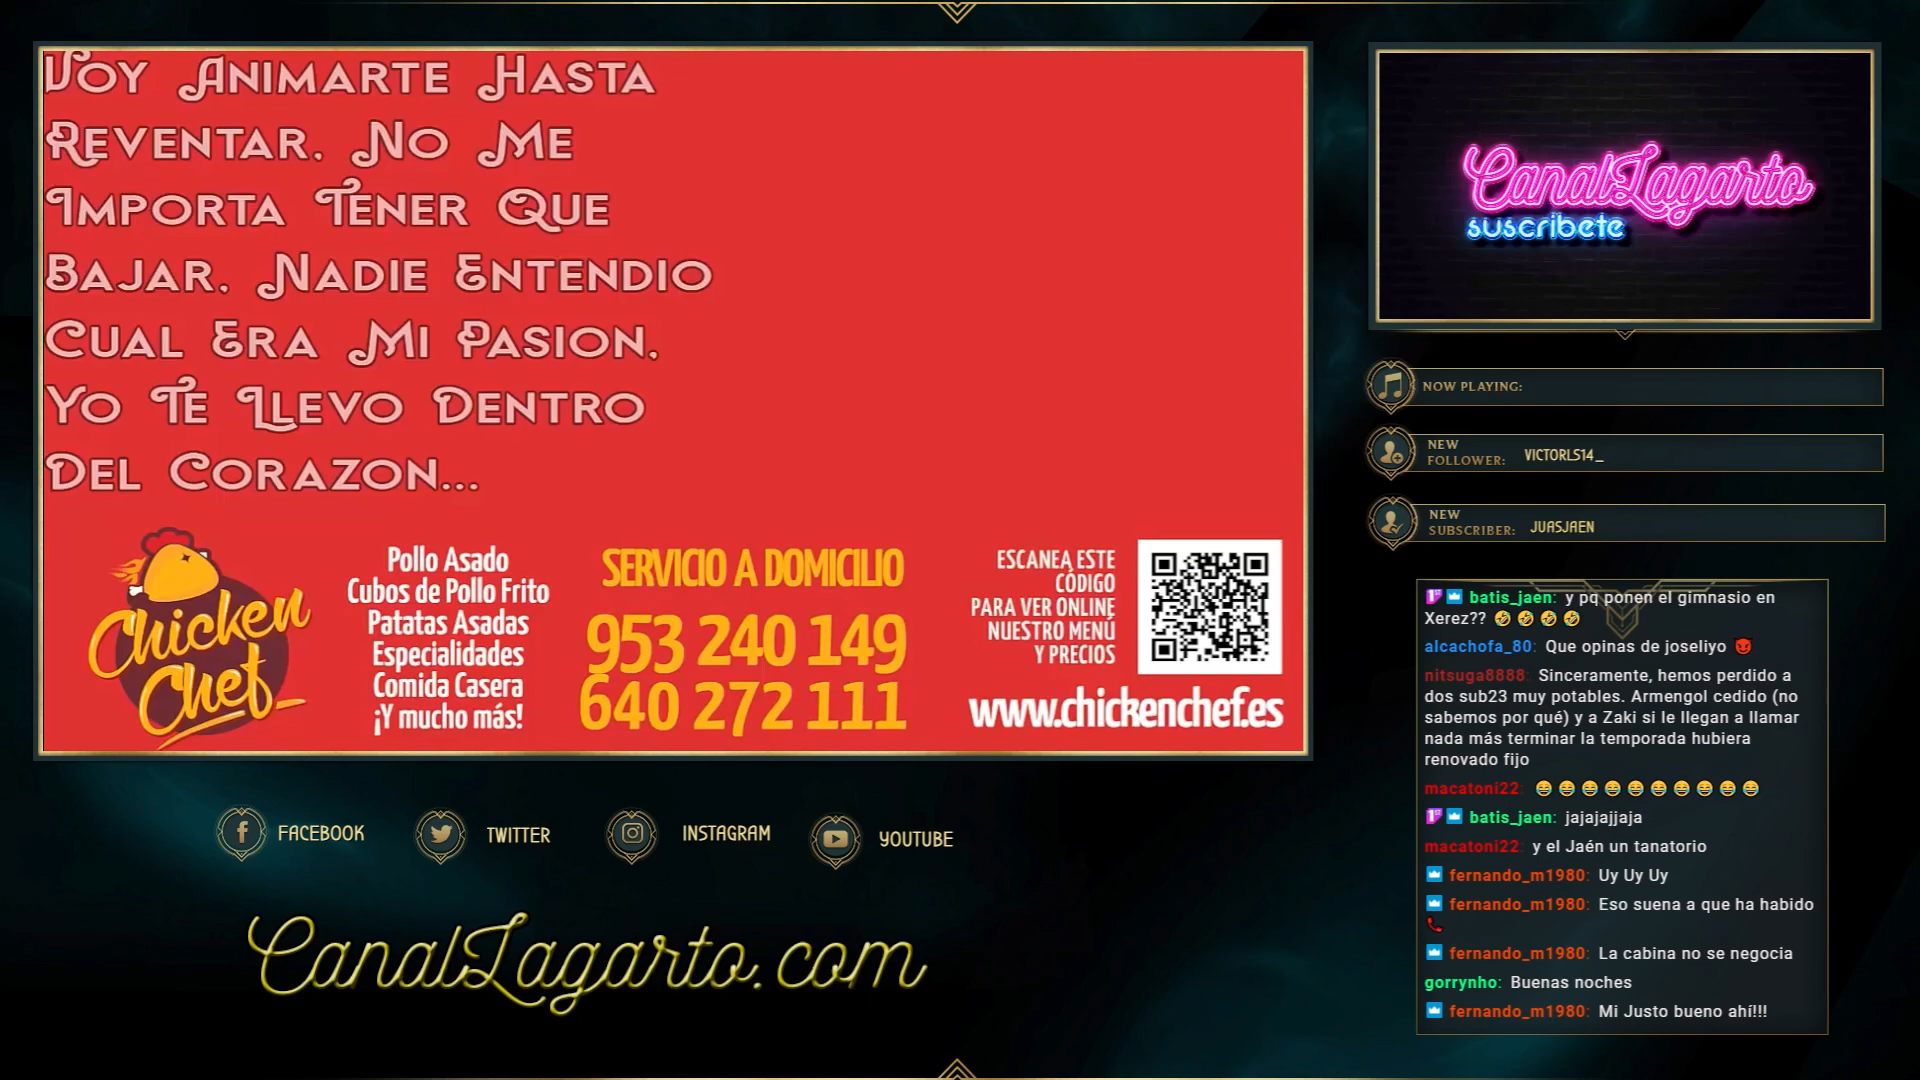 Voy Animarte Hasta
Reventar. No Me
Importa Tener Que
Bajar. Nadie Entendio
Cual Era Mi Pasion.
Yo Te Llevo Dentro
Del Corazon...
Chicken
Chef_
Pollo Asado
Cubos de Pollo Frito
Patatas Asadas
Especialidades
Comida Casera
¡Y mucho más!
SERVICIO A DOMICILIO
953 240 149
640 272 111
ESCANEA ESTE
CÓDIGO
PARA VER ONLINE
NUESTRO MENÚ
Y PRECIOS
www.chickenchef.es
FACEBOOK
TWITTER
INSTAGRAM
YOUTUBE
CanalLagarto.com
CanalLagarto
suscribete
NOW PLAYING:
NEW
FOLLOWER: VICTORLS14_
NEW
SUBSCRIBER: JUASJAEN
batis_jaen: y pq ponen el gimnasio en
Xerez?? 🤣 🤣 🤣 🤣
alcachofa_80: Que opinas de joseliyo 😈
nitsuga8888: Sinceramente, hemos perdido a
dos sub23 muy potables. Armengol cedido (no
sabemos por qué) y a Zaki si le llegan a llamar
nada más terminar la temporada hubiera
renovado fijo
macatoni22: 😂 😂 😂 😂 😂 😂 😂 😂 😂 😂
batis_jaen: jajajajjaja
macatoni22: y el Jaén un tanatorio
fernando_m1980: Uy Uy Uy
fernando_m1980: Eso suena a que ha habido
📞
fernando_m1980: La cabina no se negocia
gorrynho: Buenas noches
fernando_m1980: Mi Justo bueno ahí!!!